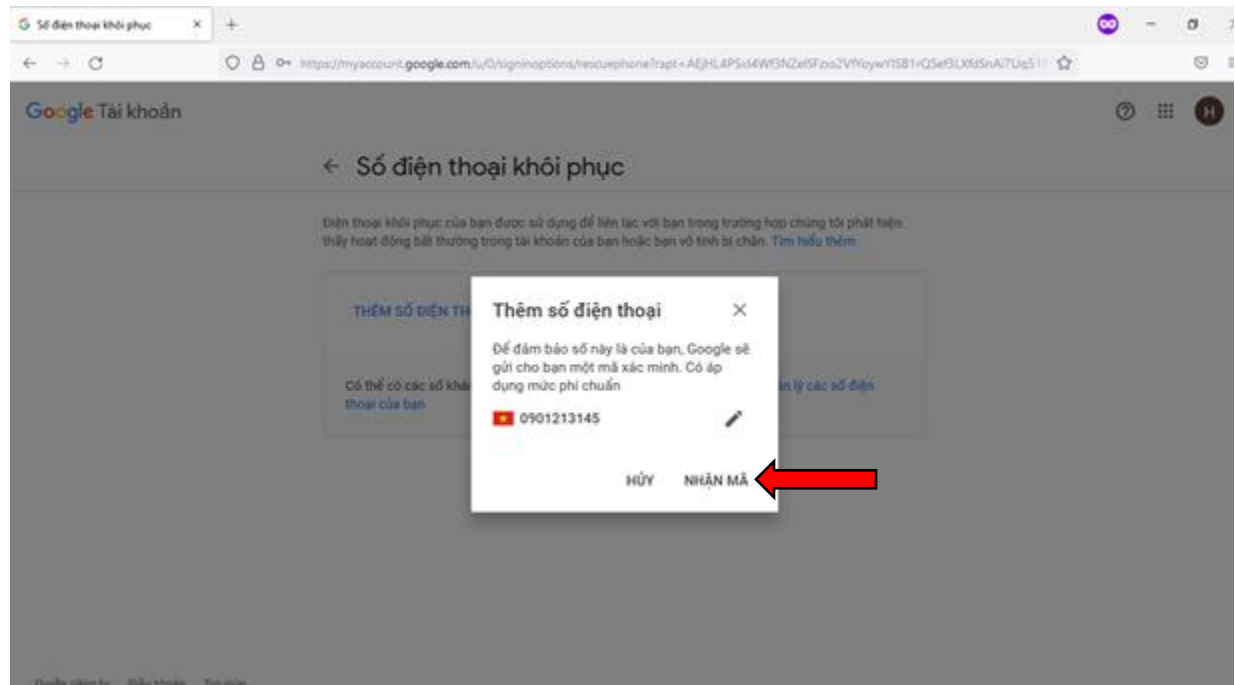 Số điện thoại khôi phục
Google Tài khoản
← Số điện thoại khôi phục
Điện thoại khôi phục của bạn được sử dụng để liên lạc với bạn trong trường hợp chúng tôi phát hiện
thấy hoạt động bất thường trong tài khoản của bạn hoặc bạn vô tình bị chặn. Tìm hiểu thêm
THÊM SỐ ĐIỆN
Thêm số điện thoại
Để đảm bảo số này là của bạn, Google sẽ
gửi cho bạn một mã xác minh. Có áp
dụng mức phí chuẩn
0901213145
HỦY NHẬN MÃ
Có thể có các số
các số điện
thoại của bạn
H